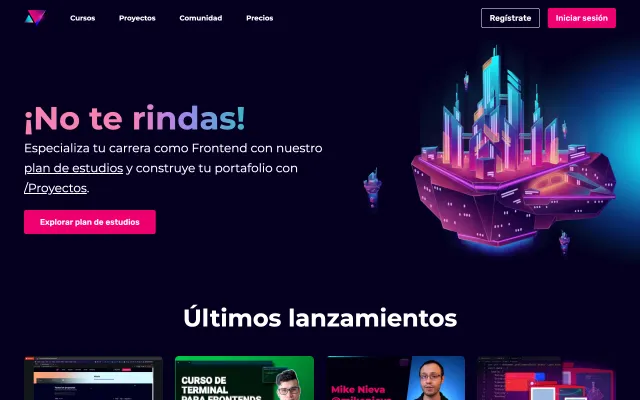 Cursos
Proyectos
Comunidad
Precios
Regístrate
Iniciar sesión
¡No te rindas!
Especializa tu carrera como Frontend con nuestro
plan de estudios y construye tu portafolio con
/Proyectos.
Explorar plan de estudios
Últimos lanzamientos
CURSO DE
TERMINAL
PARA FRONTENDS
Mike Nieva